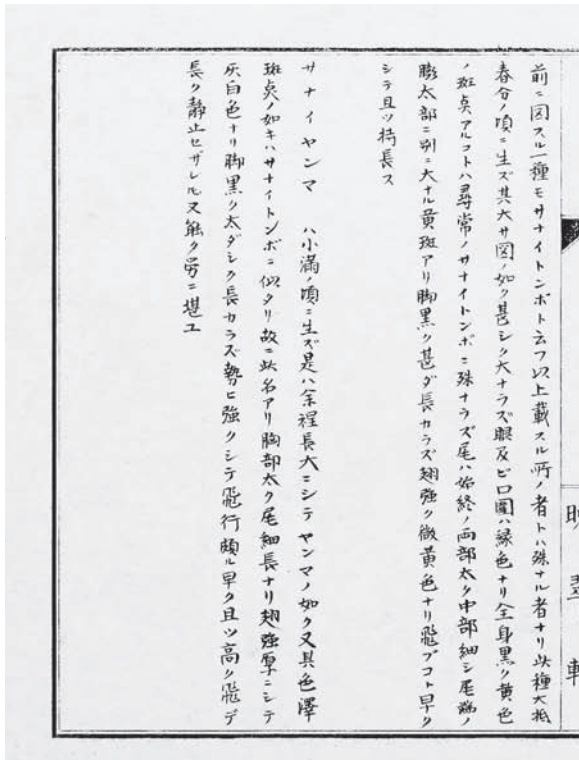 前ニ図スル一種モサナイトンボト云フ以上載スル所ノ者トハ殊ナル者ナリ此種大抵
春分ノ頃ニ生ズ其大サ図ノ如ク甚シク大ナラズ眼及ビ口圍ハ緑色ナリ全身黒ク黄色
ノ斑点アルコトハ尋常ノサナイトンボニ殊ナラズ尾ハ始終ノ両部太ク中部細シ尾端ノ
膨太部ニ別ニ大ナル黄斑アリ脚黒ク甚ダ長カラズ翅強ク微黄色ナリ飛ブコト早ク
シテ且ツ持長ス
サナイヤンマ ハ小満ノ頃ニ生ズ是ハ余程長大ニシテヤンマノ如ク又其色澤
斑点ノ如キハサナイトンボニ似タリ故ニ此名アリ胸部太ク尾細長ナリ翅強厚ニシテ
灰白色ナリ脚黒ク太ダシク長カラズ勢ヒ強クシテ飛行頗ル早ク且ツ高ク飛デ
長ク静止セザレ𪜈又能ク労ニ堪ユ
軒